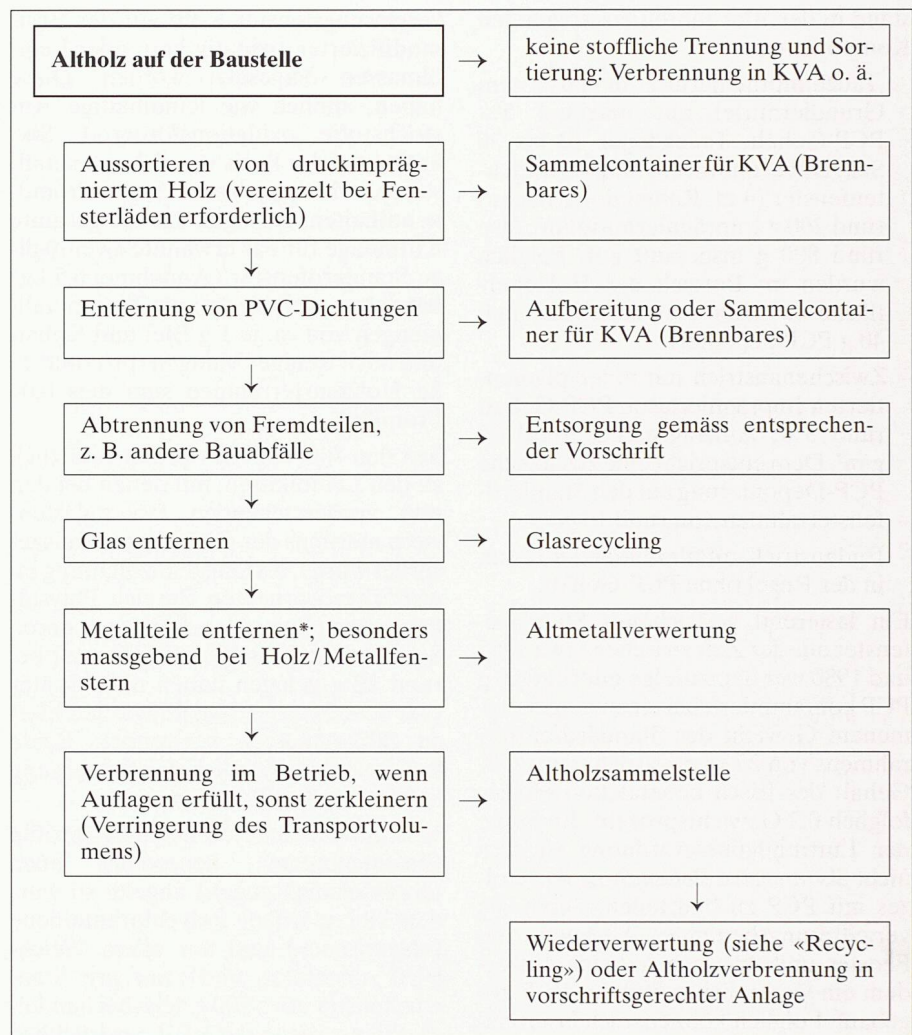 Altholz auf der Baustelle
keine stoffliche Trennung und Sor-
tierung: Verbrennung in KVA o. ä.
Aussortieren von druckimpräg-
niertem Holz (vereinzelt bei Fen-
sterläden erforderlich)
Sammelcontainer für KVA (Brenn-
bares)
Entfernung von PVC-Dichtungen
Aufbereitung oder Sammelcontai-
ner für KVA (Brennbares)
Abtrennung von Fremdteilen,
z. B. andere Bauabfälle
Entsorgung gemäss entsprechen-
der Vorschrift
Glas entfernen
Glasrecycling
Metallteile entfernen*; besonders
massgebend bei Holz/Metallfen-
stern
Altmetallverwertung
Verbrennung im Betrieb, wenn
Auflagen erfüllt, sonst zerkleinern
(Verringerung des Transportvolu-
mens)
Altholzsammelstelle
Wiederverwertung (siehe «Recyc-
ling») oder Altholzverbrennung in
vorschriftsgerechter Anlage